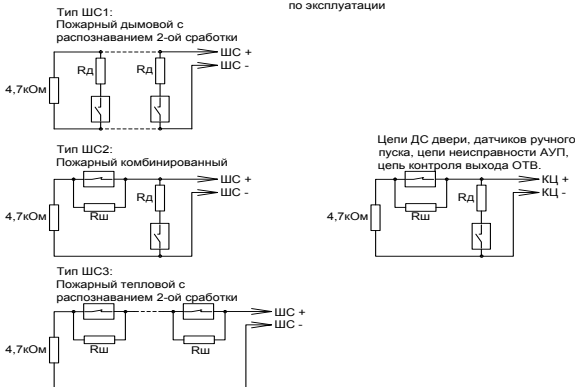 по эксплуатации
Тип ШС1:
Пожарный дымовой с
распознаванием 2-ой сработки
ШС +
ШС -
Rд
Rд
4,7кОм
Тип ШС2:
Пожарный комбинированный
ШС +
ШС -
Rд
4,7кОм
Rш
Цепи ДС двери, датчиков ручного
пуска, цепи неисправности АУП,
цепь контроля выхода ОТВ.
КЦ +
КЦ -
Rд
4,7кОм
Rш
Тип ШС3:
Пожарный тепловой с
распознаванием 2-ой сработки
ШС +
ШС -
4,7кОм
Rш
Rш